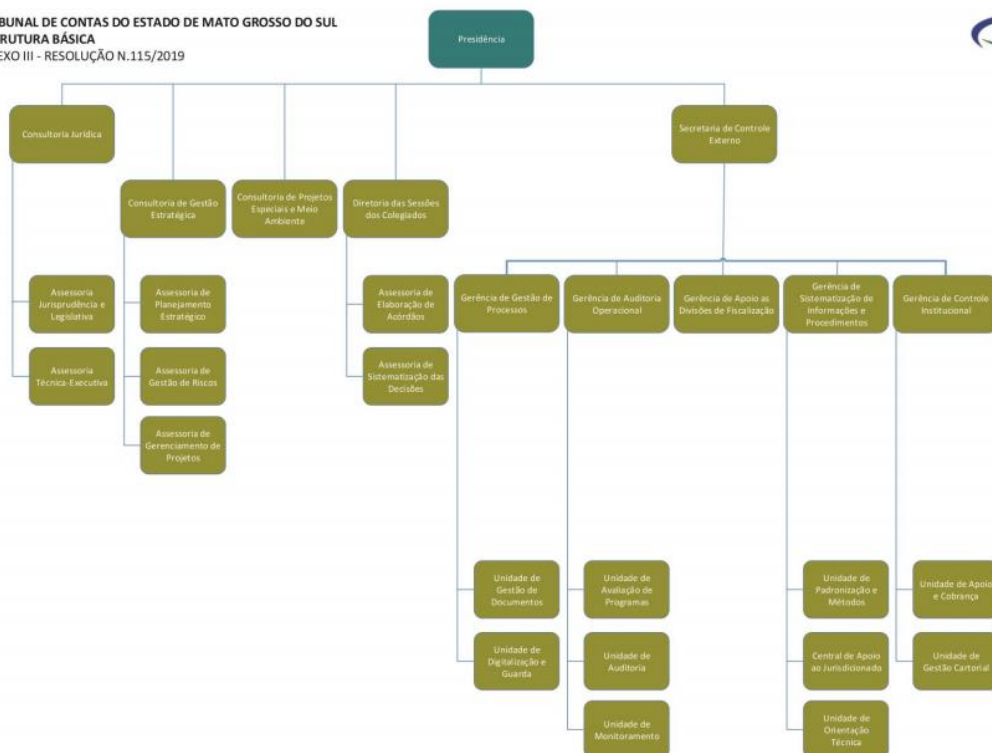 BUNAL DE CONTAS DO ESTADO DE MATO GROSSO DO SUL
RUTURA BÁSICA
EXO III - RESOLUÇÃO N.115/2019
Presidência
Consultoria Jurídica
Secretaria de Controle
Externo
Consultoria de Gestão
Estratégica
Consultoria de Projetos
Especiais e Meio
Ambiente
Diretoria das Sessões
dos Colegiados
Assessoria
Jurisprudência e
Legislativa
Assessoria de
Planejamento
Estratégico
Assessoria de
Elaboração de
Acórdãos
Gerência de Gestão de
Processos
Gerência de Auditoria
Operacional
Gerência de Apoio as
Divisões de Fiscalização
Gerência de
Sistematização de
Informações e
Procedimentos
Gerência de Controle
Institucional
Assessoria
Técnica-Executiva
Assessoria de
Gestão de Riscos
Assessoria de
Sistematização das
Decisões
Assessoria de
Gerenciamento de
Projetos
Unidade de
Gestão de
Documentos
Unidade de
Avaliação de
Programas
Unidade de
Padronização e
Métodos
Unidade de Apoio
e Cobrança
Unidade de
Digitalização e
Guarda
Unidade de
Auditoria
Central de Apoio
ao Jurisdicionado
Unidade de
Gestão Cartorial
Unidade de
Monitoramento
Unidade de
Orientação
Técnica